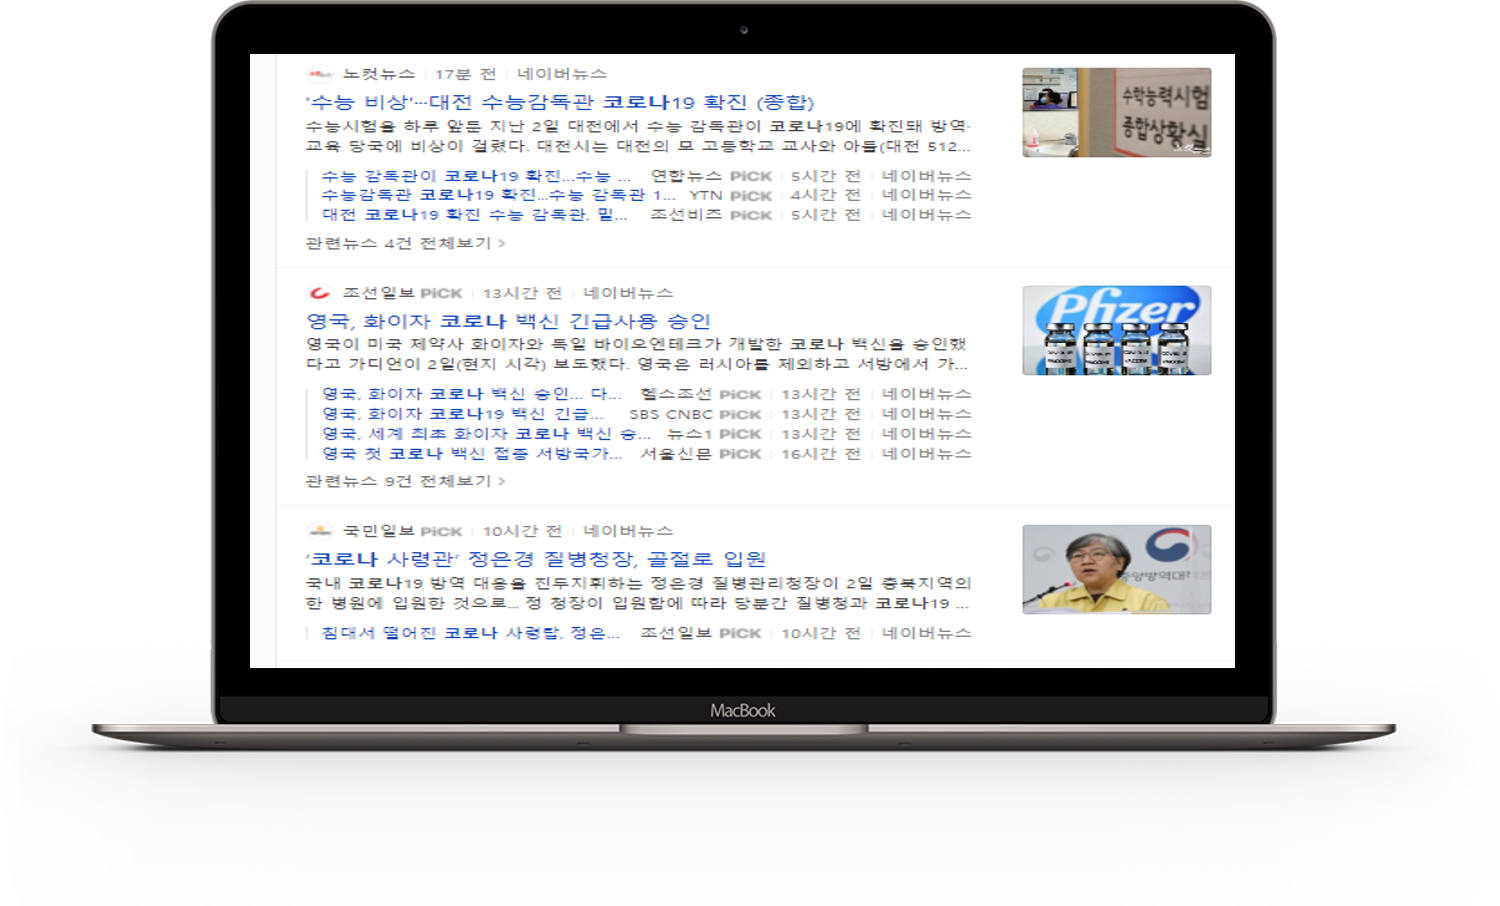 노컷뉴스 17분 전 네이버뉴스
'수능 비상'…대전 수능감독관 코로나19 확진 (종합)
수능시험을 하루 앞둔 지난 2일 대전에서 수능 감독관이 코로나19에 확진돼 방역·
교육 당국에 비상이 걸렸다. 대전시는 대전의 모 고등학교 교사와 아들(대전 512...
수능 감독관이 코로나19 확진...수능 ... 연합뉴스 PiCK 5시간 전 네이버뉴스
수능감독관 코로나19 확진...수능 감독관 1... YTN PiCK 4시간 전 네이버뉴스
대전 코로나19 확진 수능 감독관, 밀... 조선비즈 PiCK 5시간 전 네이버뉴스
관련뉴스 4건 전체보기 >
수학능력시험
종합상황실
조선일보 PiCK 13시간 전 네이버뉴스
영국, 화이자 코로나 백신 긴급사용 승인
영국이 미국 제약사 화이자와 독일 바이오엔테크가 개발한 코로나 백신을 승인했
다고 가디언이 2일(현지 시각) 보도했다. 영국은 러시아를 제외하고 서방에서 가...
영국, 화이자 코로나 백신 승인... 다... 헬스조선 PiCK 13시간 전 네이버뉴스
영국, 화이자 코로나19 백신 긴급... SBS CNBC PiCK 13시간 전 네이버뉴스
영국, 세계 최초 화이자 코로나 백신 승... 뉴스1 PiCK 13시간 전 네이버뉴스
영국 첫 코로나 백신 접종 서방국가... 서울신문 PiCK 16시간 전 네이버뉴스
관련뉴스 9건 전체보기 >
Pfizer
COVID-19 COVID-19 COVID-19 COVID-19
VACCINE VACCINE VACCINE VACCINE
국민일보 PiCK 10시간 전 네이버뉴스
'코로나 사령관' 정은경 질병청장, 골절로 입원
국내 코로나19 방역 대응을 진두지휘하는 정은경 질병관리청장이 2일 충북지역의
한 병원에 입원한 것으로... 정 청장이 입원함에 따라 당분간 질병청과 코로나19 ...
침대서 떨어진 코로나 사령탑, 정은... 조선일보 PiCK 10시간 전 네이버뉴스
중앙방역대책
MacBook